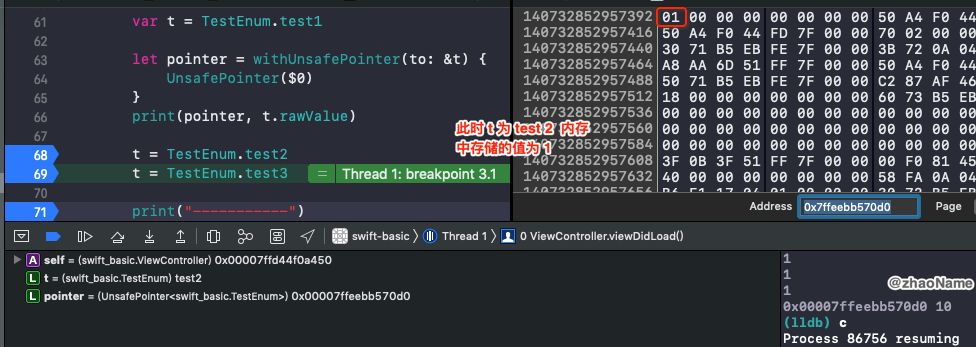 61 var t = TestEnum.test1
62
63 let pointer = withUnsafePointer(to: &t) {
64 UnsafePointer($0)
65 }
66 print(pointer, t.rawValue)
67
68 t = TestEnum.test2
69 t = TestEnum.test3 = Thread 1: breakpoint 3.1
70
71 print("-----------")
此时 t 为 test 2 内存
中存储的值为 1
140732852957392 01 00 00 00 00 00 00 00 50 A4 F0 44
140732852957416 50 A4 F0 44 FD 7F 00 00 70 02 00 00
140732852957440 30 71 B5 EB FE 7F 00 00 3B 72 0A 04
140732852957464 A8 AA 6D 51 FF 7F 00 00 00 00 00 00
140732852957488 50 71 B5 EB FE 7F 00 00 C2 87 AF 46
140732852957512 18 00 00 00 00 00 00 00 60 73 B5 EB
140732852957536 00 00 00 00 00 00 00 00 00 00 00 00
140732852957560 00 00 00 00 00 00 00 00 00 00 00 00
140732852957584 00 00 00 00 00 00 00 00 00 00 00 00
140732852957608 3F 0B 3F 51 FF 7F 00 00 00 F0 81 45
140732852957632 40 00 00 00 00 00 00 00 58 FA 0A 04
Address 0x7ffeebb570d0 Page
swift-basic Thread 1 0 ViewController.viewDidLoad()
A self = (swift_basic.ViewController) 0x00007ffd44f0a450
L t = (swift_basic.TestEnum) test2
L pointer = (UnsafePointer<swift_basic.TestEnum>) 0x00007ffeebb570d0
1
1
1
@zhaoName
0x00007ffeebb570d0 10
(lldb) c
Process 86756 resuming